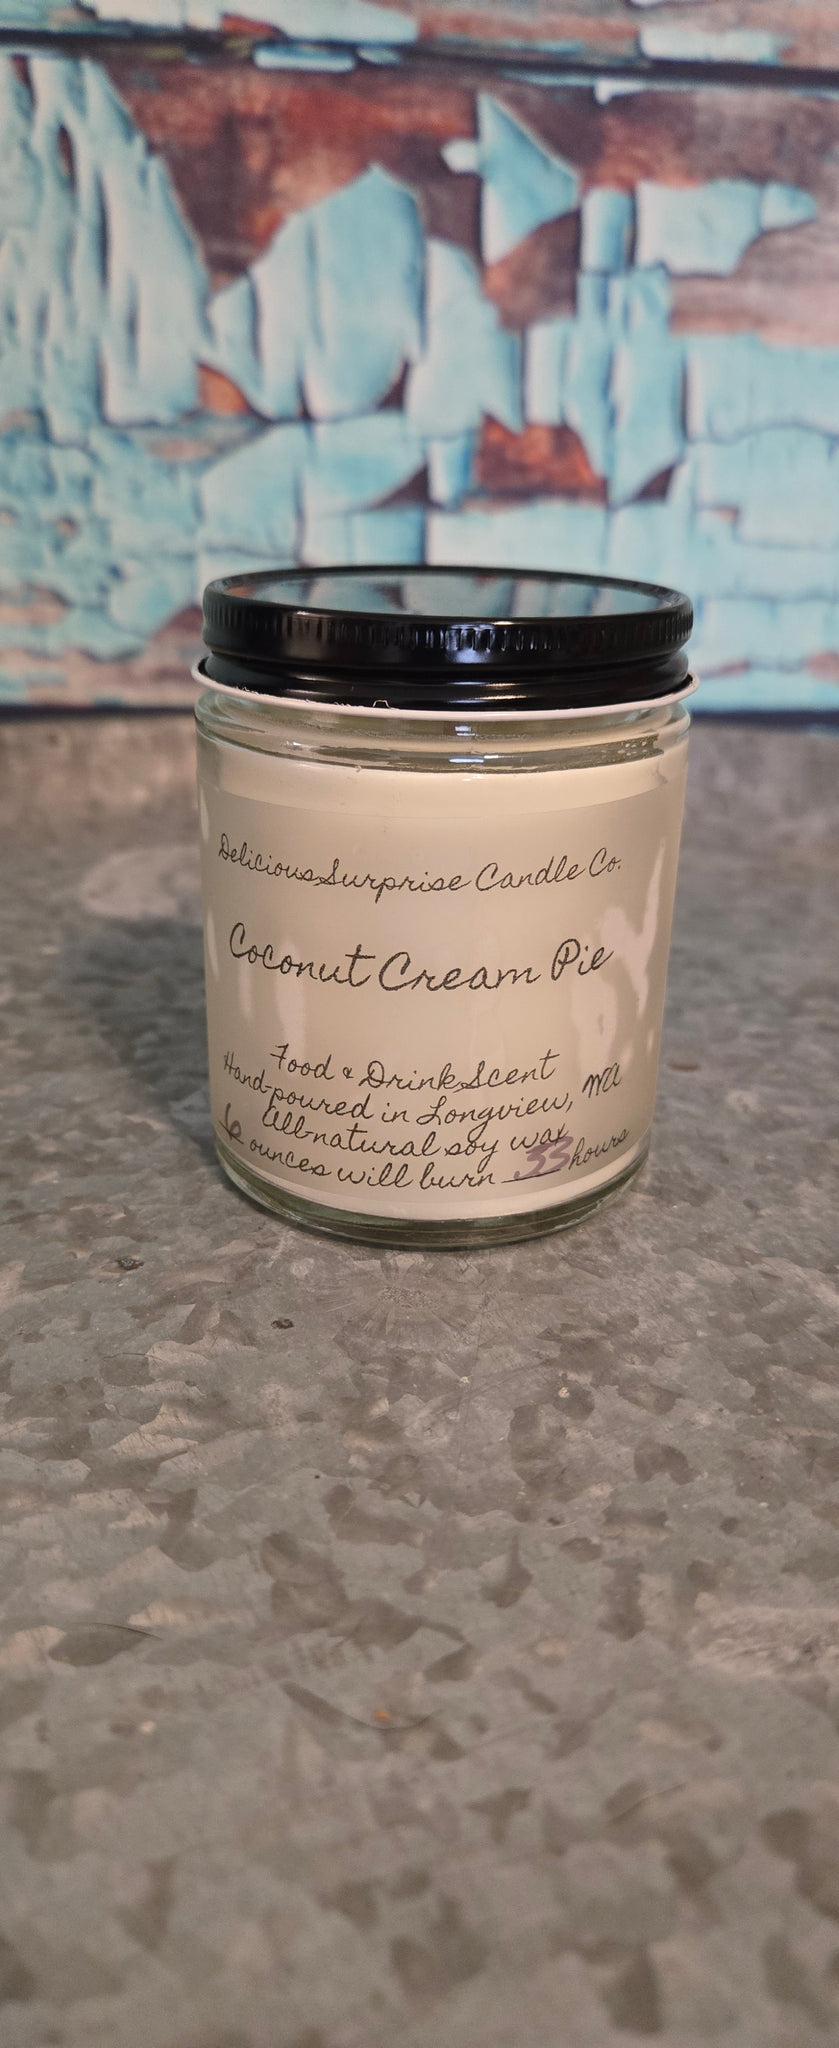 Delicious Surprise Candle Co.
Coconut Cream Pie
Food & Drink Scent
Hand-poured in Longview, WA
All-natural soy wax
6 ounces will burn 33 hours